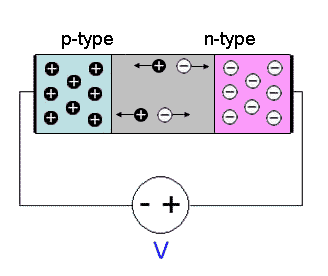 p-type n-type
+ + + - -
+ - -
+ + + - - -
+ -
+ + + - - -
- +
V